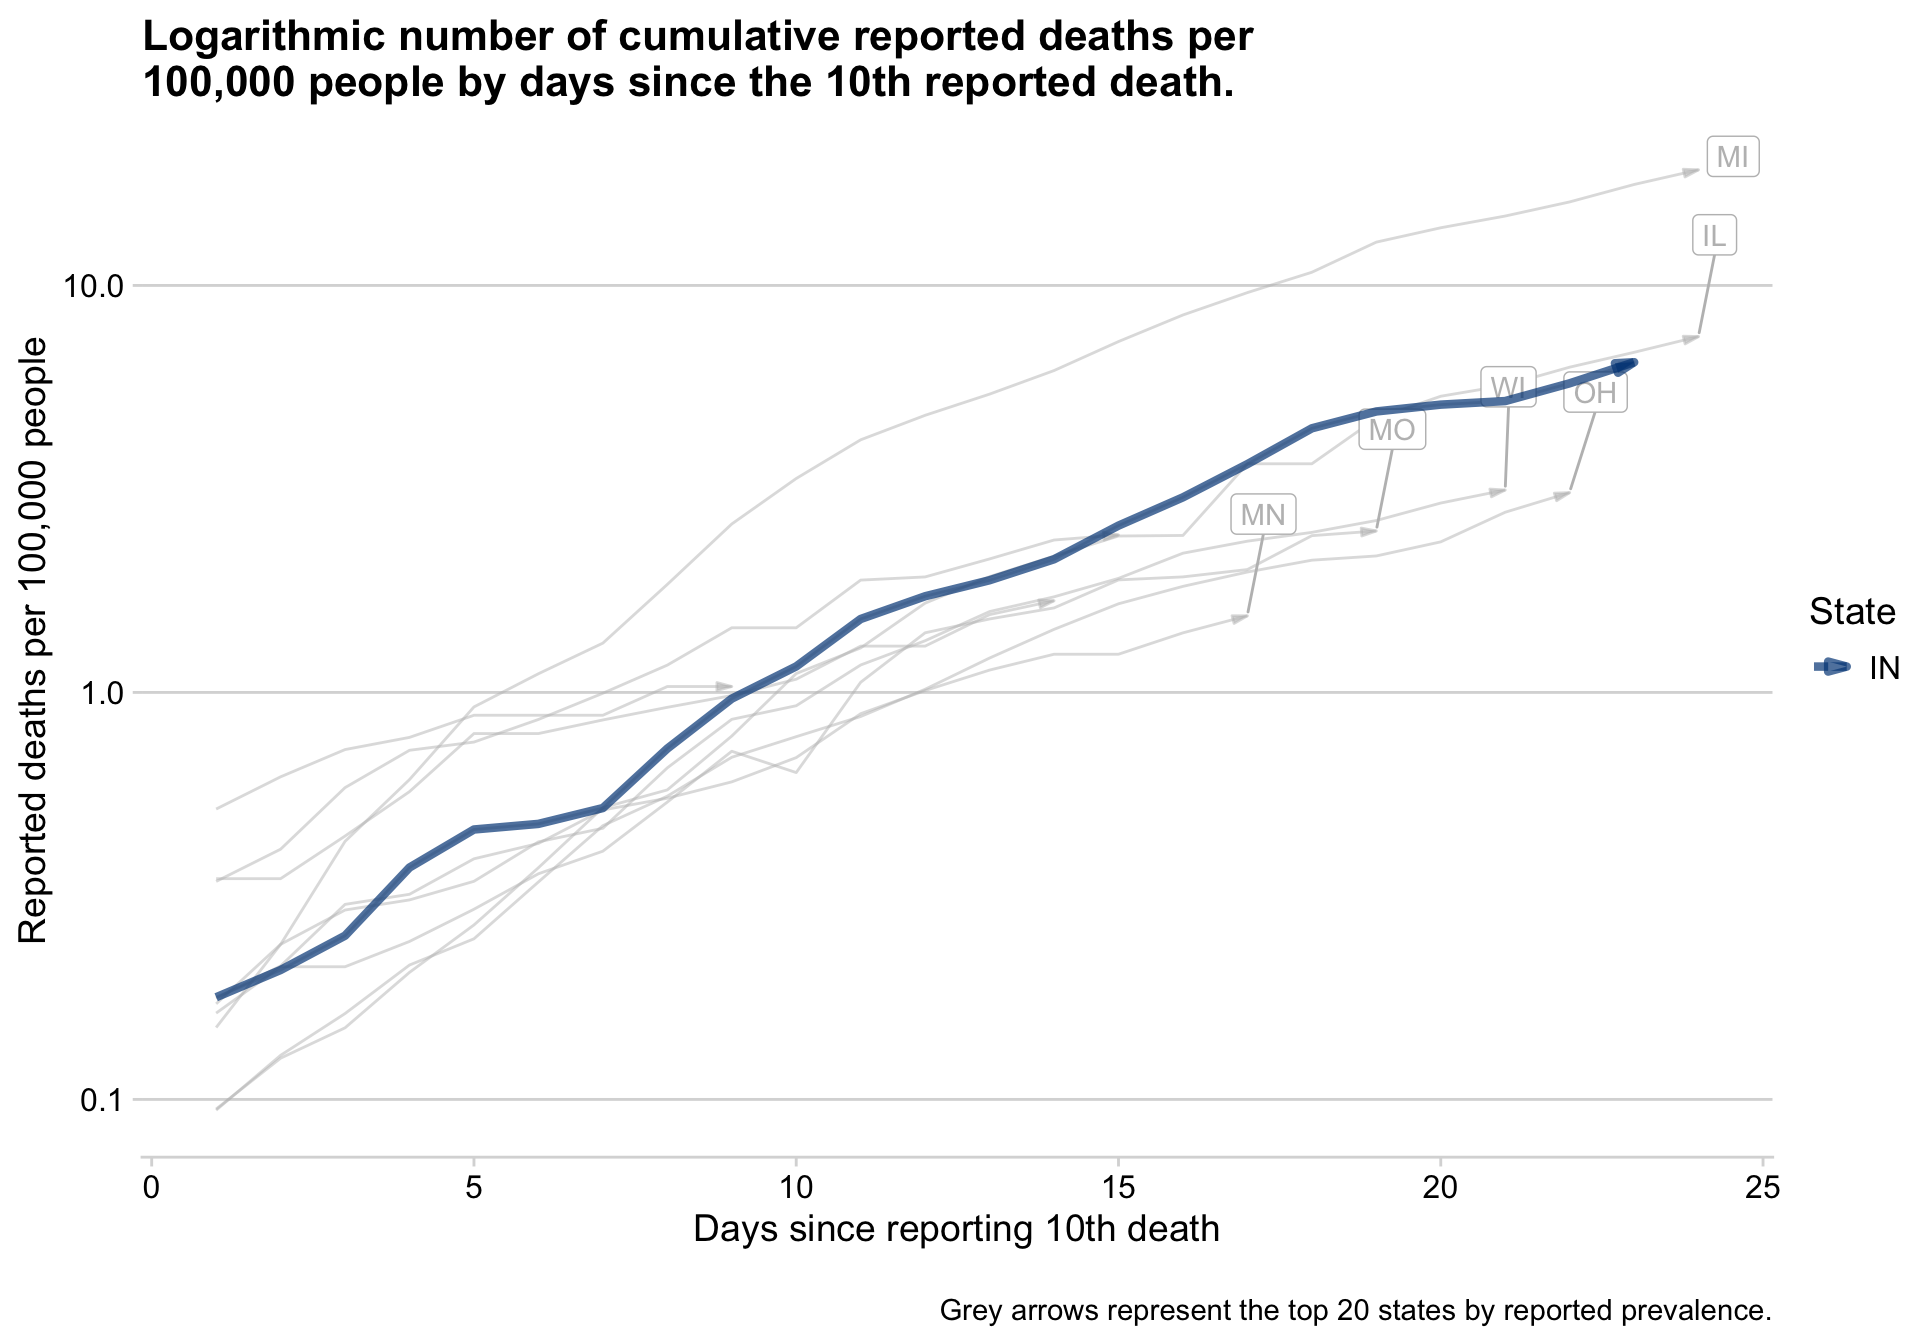 Logarithmic number of cumulative reported deaths per
100,000 people by days since the 10th reported death.
MI
IL
10.0
WI
OH
MO
MN
1.0
0.1
Reported deaths per 100,000 people
State
IN
0
5
10
15
20
25
Days since reporting 10th death
Grey arrows represent the top 20 states by reported prevalence.